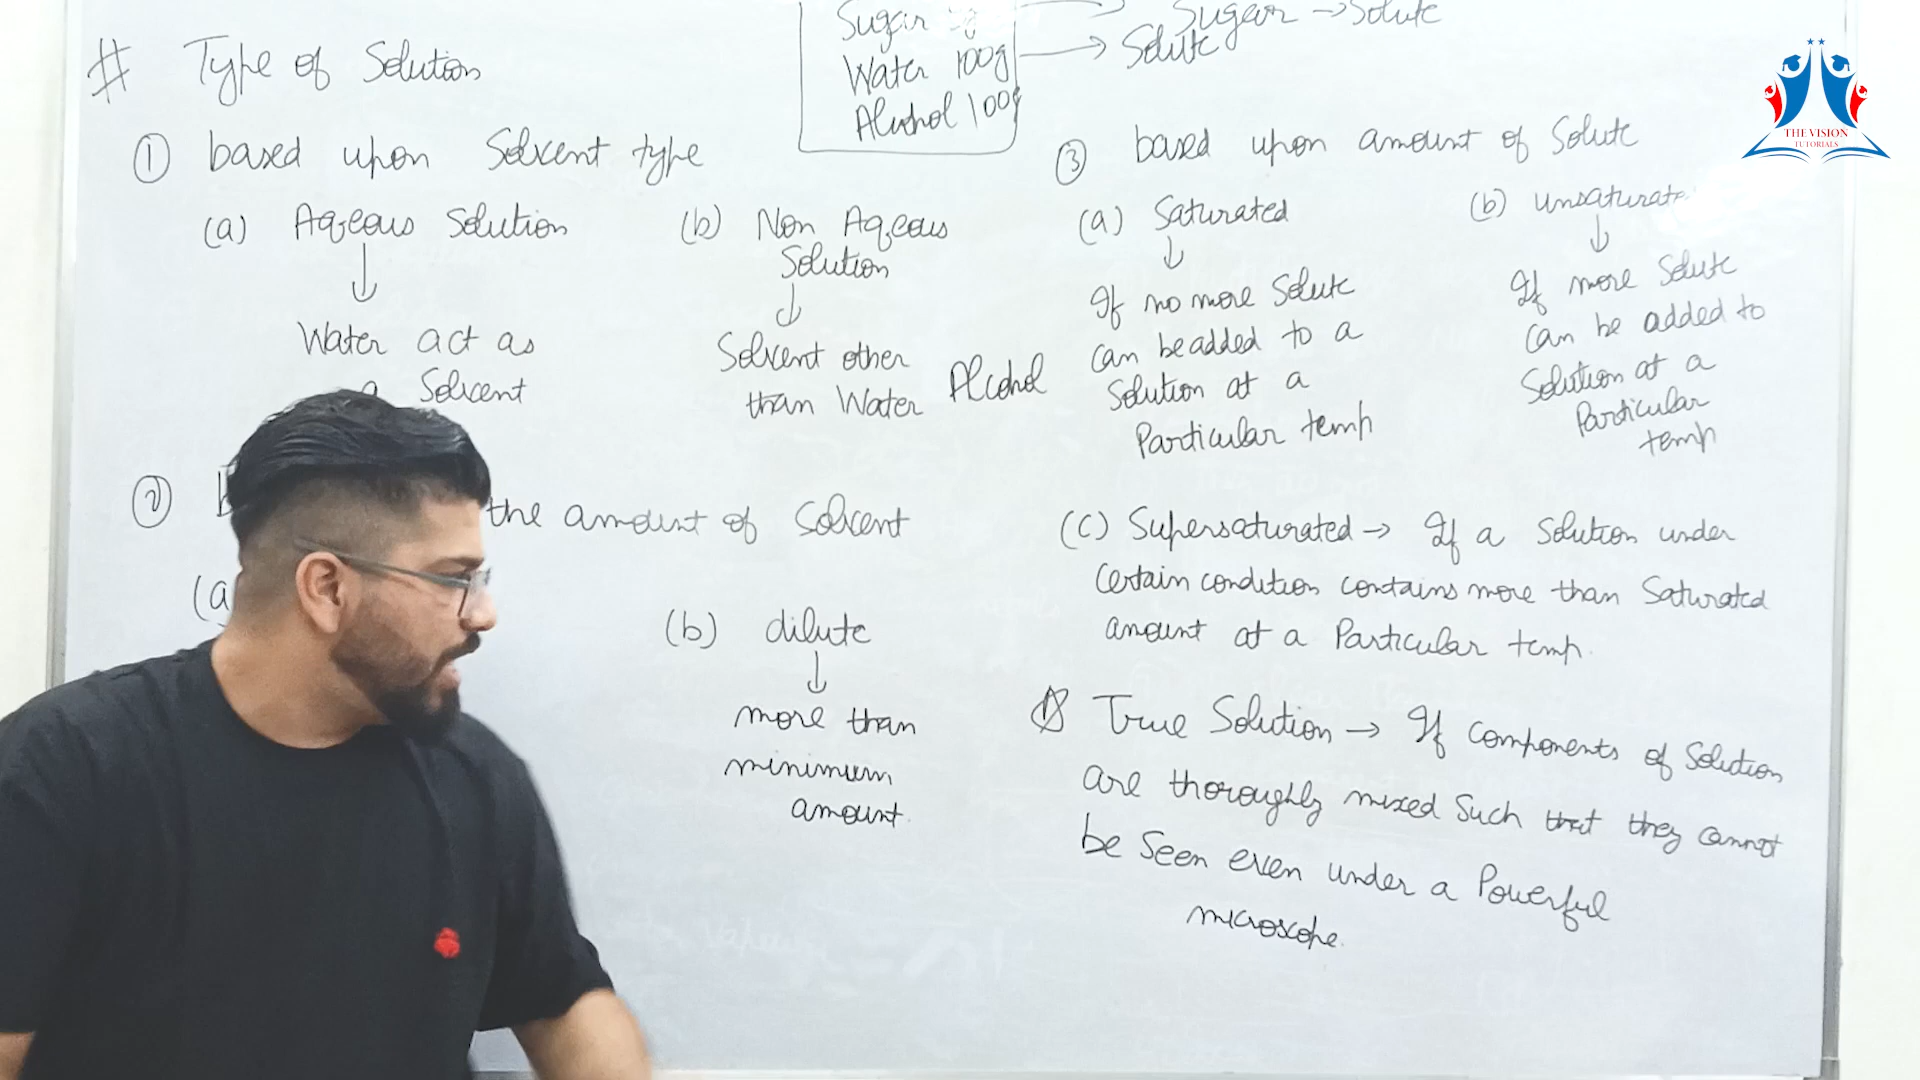 Sugar
Sugar → Solute
Water 100g → Solute
Alcohol 100g
# Type of Solution
① based upon Solvent type
(a) Aqeous Solution
↓
Water act as
a Solvent
(b) Non Aqeous
Solution
↓
Solvent other
than Water Alcohol
② the amount of Solvent
(a
(b) dilute
↓
more than
minimum
amount.
③ based upon amount of Solute
(a) Saturated
↓
If no more Solute
can be added to a
Solution at a
Particular temp
(b) Unsaturate
↓
If more Solute
can be added to
Solution at a
Particular
temp
(c) Supersaturated → If a Solution under
Certain condition contains more than Saturated
amount at a Particular temp.
True Solution → If components of Solution
are thoroughly mixed Such that they cannot
be Seen even under a Powerful
microscope.
THE VISION
TUTORIALS